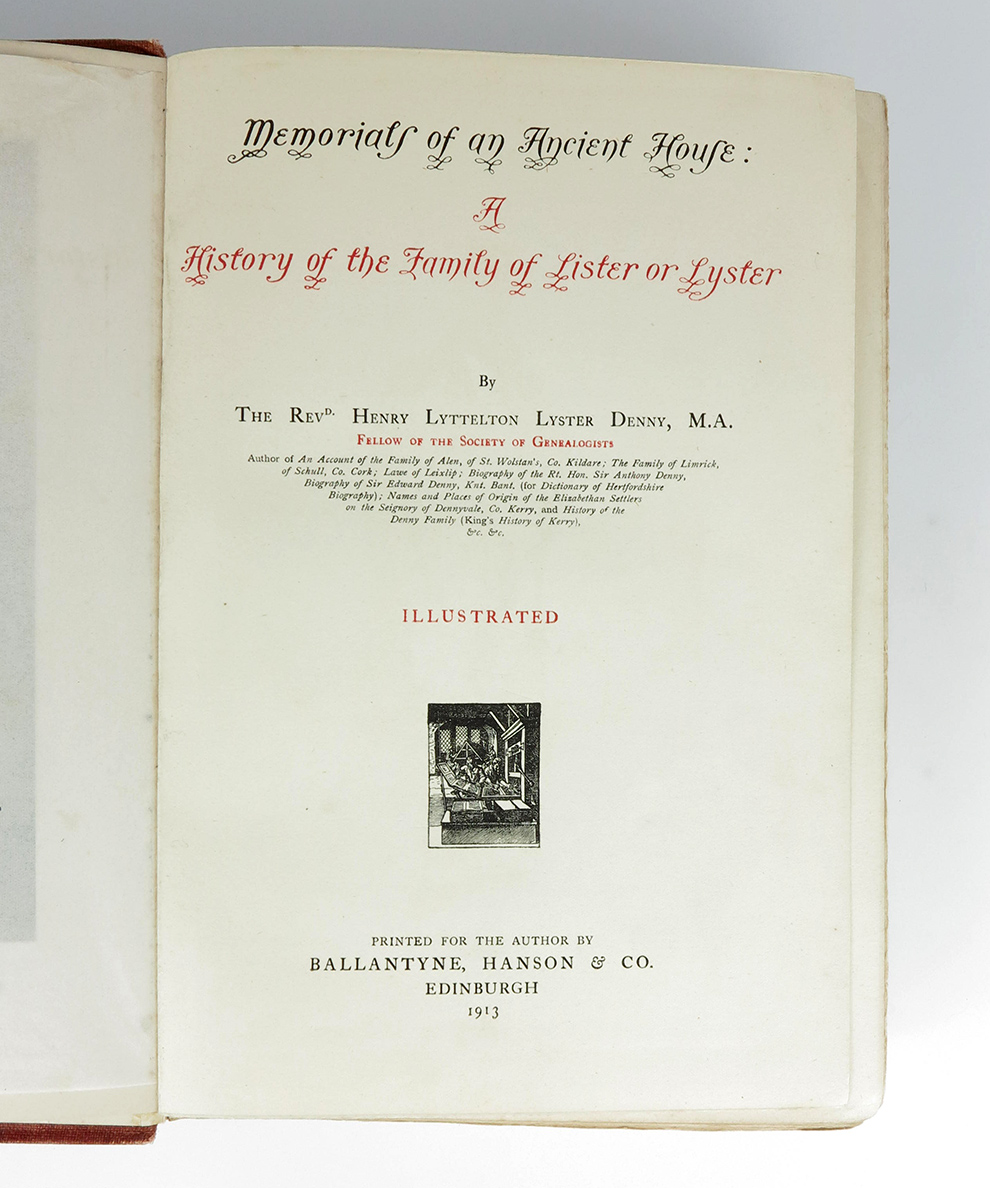 Memorials of an Ancient House:
A
History of the Family of Lister or Lyster
By
The Revᴰ. Henry Lyttelton Lyster Denny, M.A.
Fellow of the Society of Genealogists
Author of An Account of the Family of Alen, of St. Wolstan's, Co. Kildare; The Family of Limrick,
of Schull, Co. Cork; Lawe of Leixlip; Biography of the Rt. Hon. Sir Anthony Denny,
Biography of Sir Edward Denny, Knt. Bant. (for Dictionary of Hertfordshire
Biography); Names and Places of Origin of the Elizabethan Settlers
on the Seignory of Dennyvale, Co. Kerry, and History of the
Denny Family (King's History of Kerry),
&c. &c.
ILLUSTRATED
PRINTED FOR THE AUTHOR BY
BALLANTYNE, HANSON & CO.
EDINBURGH
1913